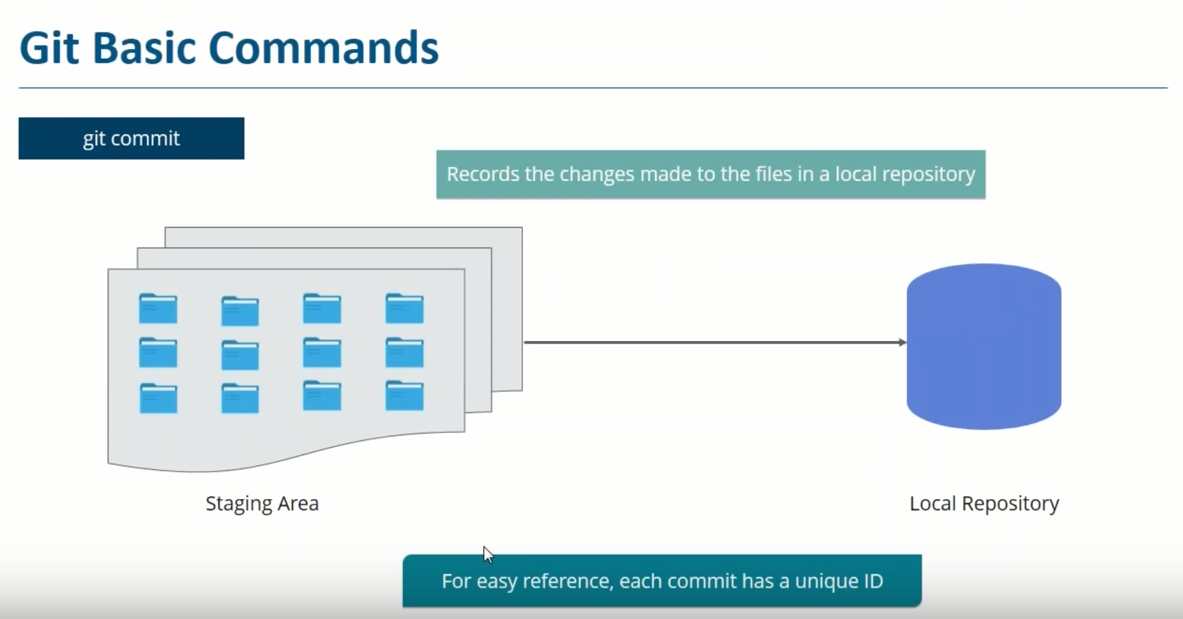 Git Basic Commands
git commit
Records the changes made to the files in a local repository
Staging Area
Local Repository
For easy reference, each commit has a unique ID